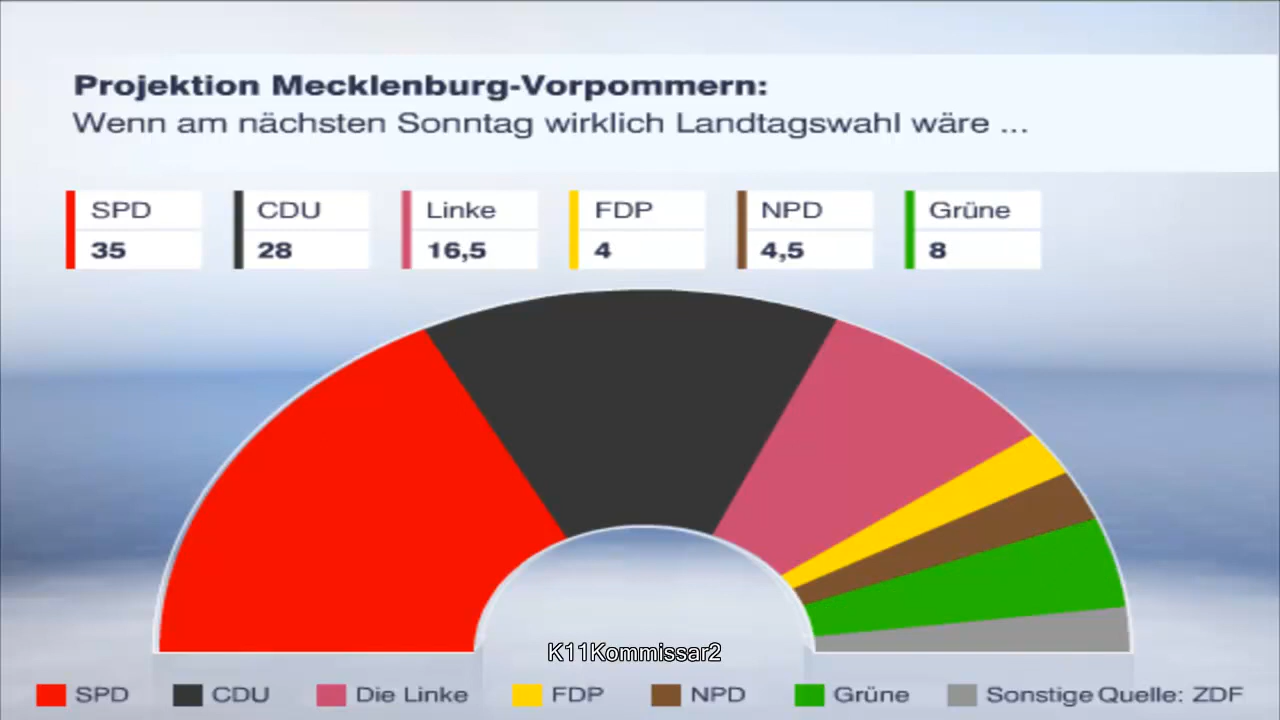 Projektion Mecklenburg-Vorpommern:
Wenn am nächsten Sonntag wirklich Landtagswahl wäre ...
SPD CDU Linke FDP NPD Grüne
35 28 16,5 4 4,5 8
K11Kommissar2
SPD CDU Die Linke FDP NPD Grüne Sonstige Quelle: ZDF